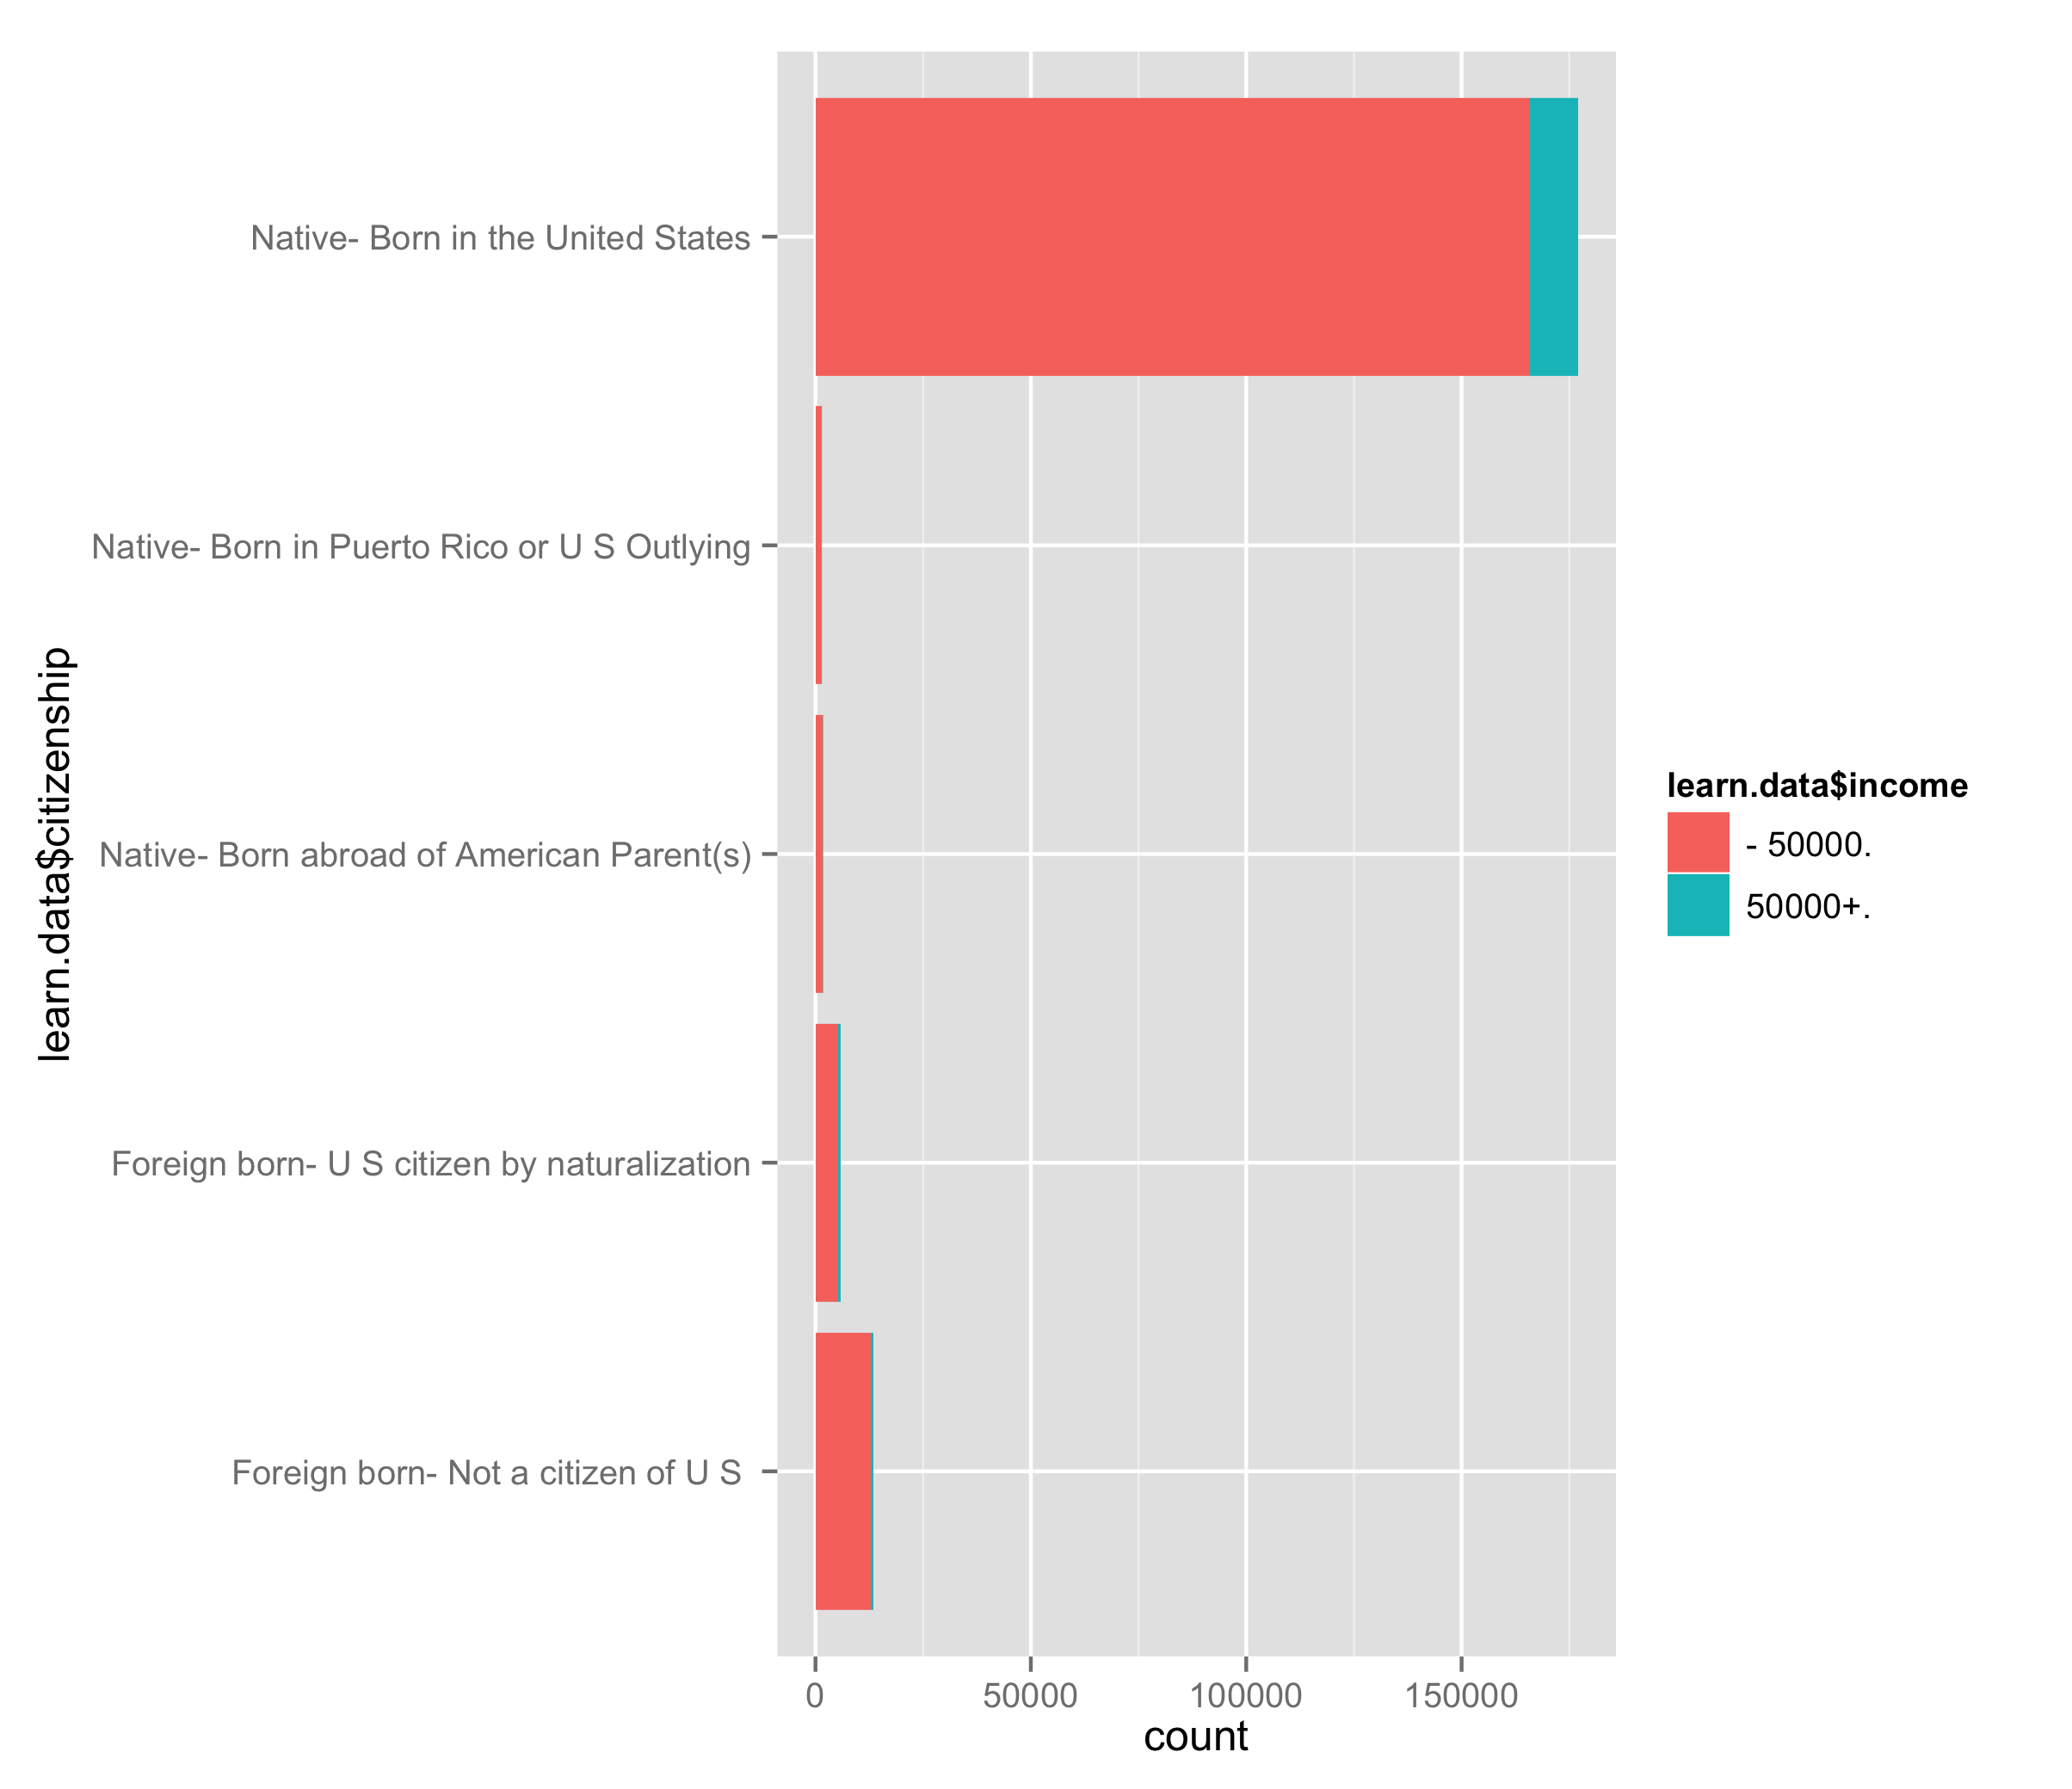 Native- Born in the United States
Native- Born in Puerto Rico or U S Outlying
Native- Born abroad of American Parent(s)
Foreign born- U S citizen by naturalization
Foreign born- Not a citizen of U S
learn.data$citizenship
0 50000 100000 150000
count
learn.data$income
- 50000.
50000+.